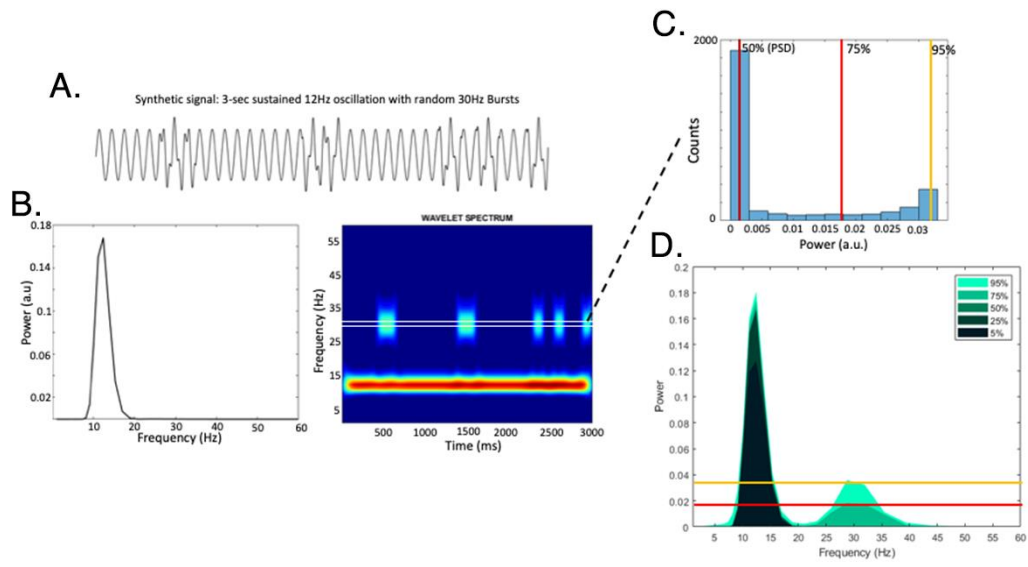 A.
Synthetic signal: 3-sec sustained 12Hz oscillation with random 30Hz Bursts
B.
0.18
0.14
0.1
0.06
0.02
Power (a.u)
10 20 30 40 50 60
Frequency (Hz)
WAVELET SPECTRUM
55
45
35
25
15
5
Frequency (Hz)
500 1000 1500 2000 2500 3000
Time (ms)
C.
2000
0
Counts
50% (PSD) 75% 95%
0 0.005 0.01 0.015 0.02 0.025 0.03
Power (a.u.)
D.
0.2
0.18
0.16
0.14
0.12
0.1
0.08
0.06
0.04
0.02
0
Power
95%
75%
50%
25%
5%
5 10 15 20 25 30 35 40 45 50 55 60
Frequency (Hz)